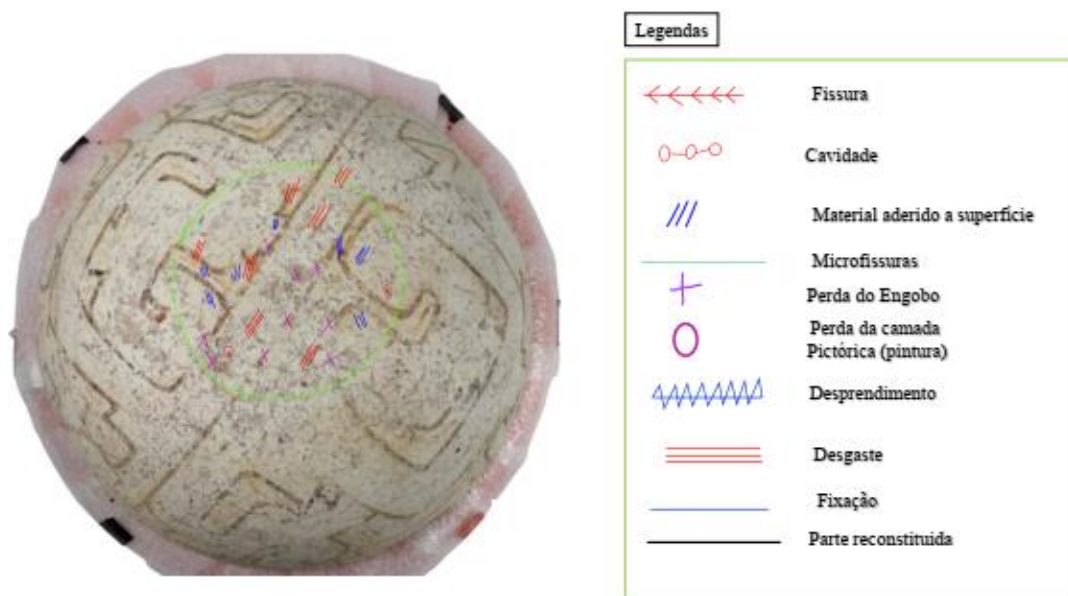 Legendas
Fissura
Cavidade
Material aderido a superfície
Microfissuras
Perda do Engobo
Perda da camada
Pictórica (pintura)
Desprendimento
Desgaste
Fixação
Parte reconstituida